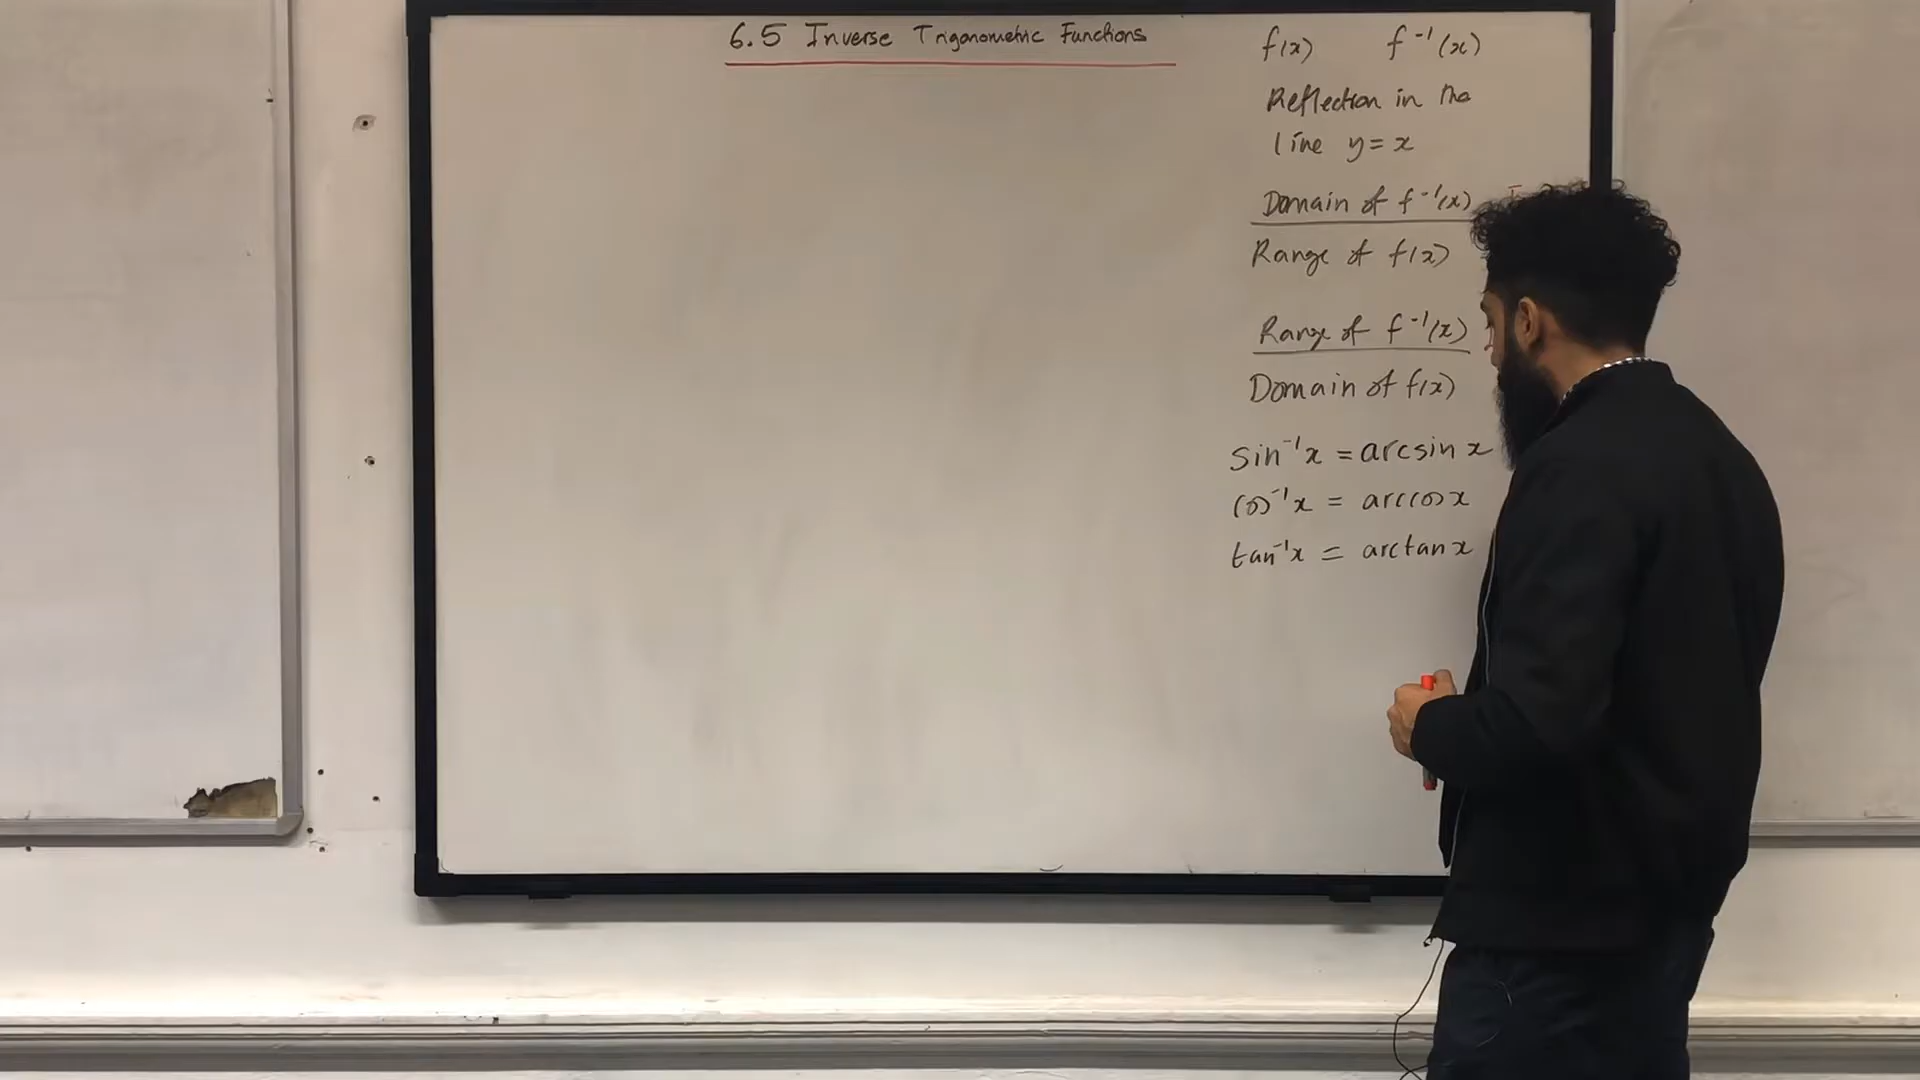 6.5 Inverse Trigonometric Functions
f(x) f⁻¹(x)
Reflection in the
line y = x
Domain of f⁻¹(x)
Range of f(x)
Range of f⁻¹(x)
Domain of f(x)
sin⁻¹x = arcsin x
cos⁻¹x = arccos x
tan⁻¹x = arctan x